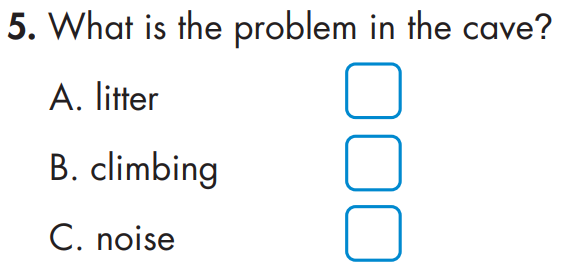 5. What is the problem in the cave?
A. litter
B. climbing
C. noise